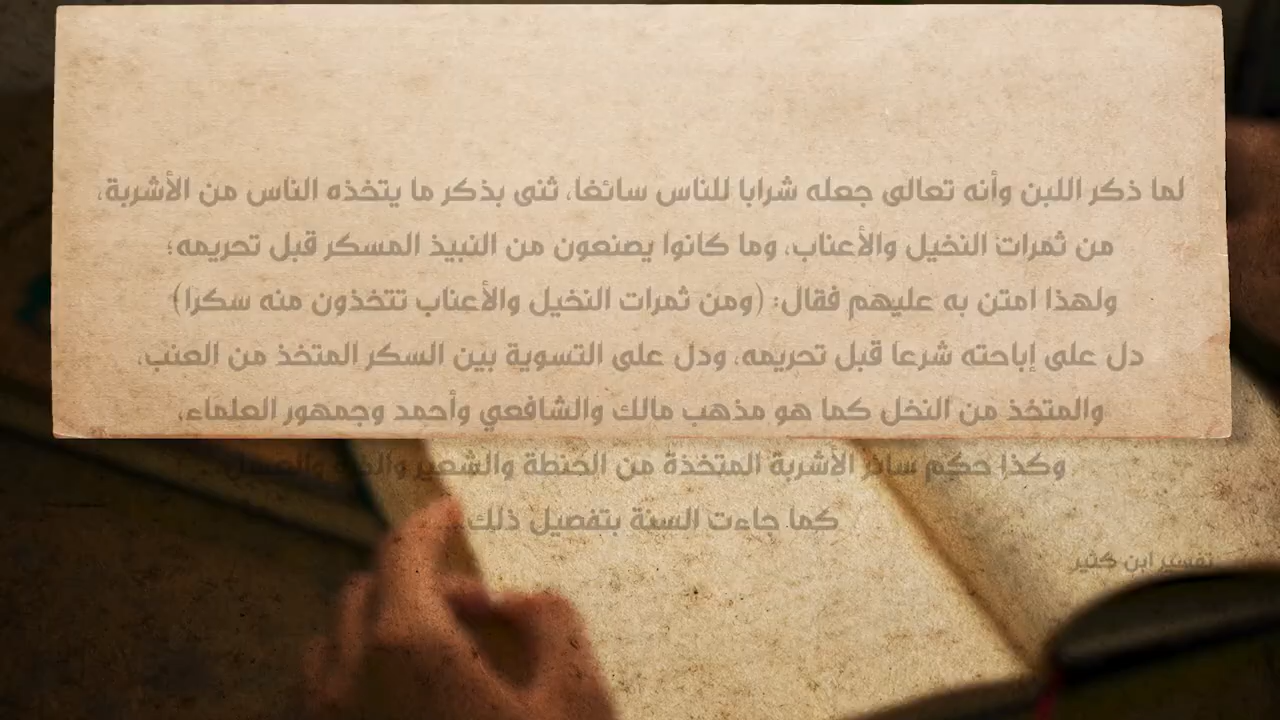 لما ذكر اللبن وأنه تعالى جعله شرابا للناس سائغا، ثنى بذكر ما يتخذه الناس من الأشربة،
من ثمرات النخيل والأعناب، وما كانوا يصنعون من النبيذ المسكر قبل تحريمه؛
ولهذا امتن به عليهم فقال: (ومن ثمرات النخيل والأعناب تتخذون منه سكرا)
دل على إباحته شرعا قبل تحريمه، ودل على التسوية بين السكر المتخذ من العنب،
والمتخذ من النخل كما هو مذهب مالك والشافعي وأحمد وجمهور العلماء،
وكذا حكم سائر الأشربة المتخذة من الحنطة والشعير والذرة والعسل
كما جاءت السنة بتفصيل ذلك
تفسير ابن كثير